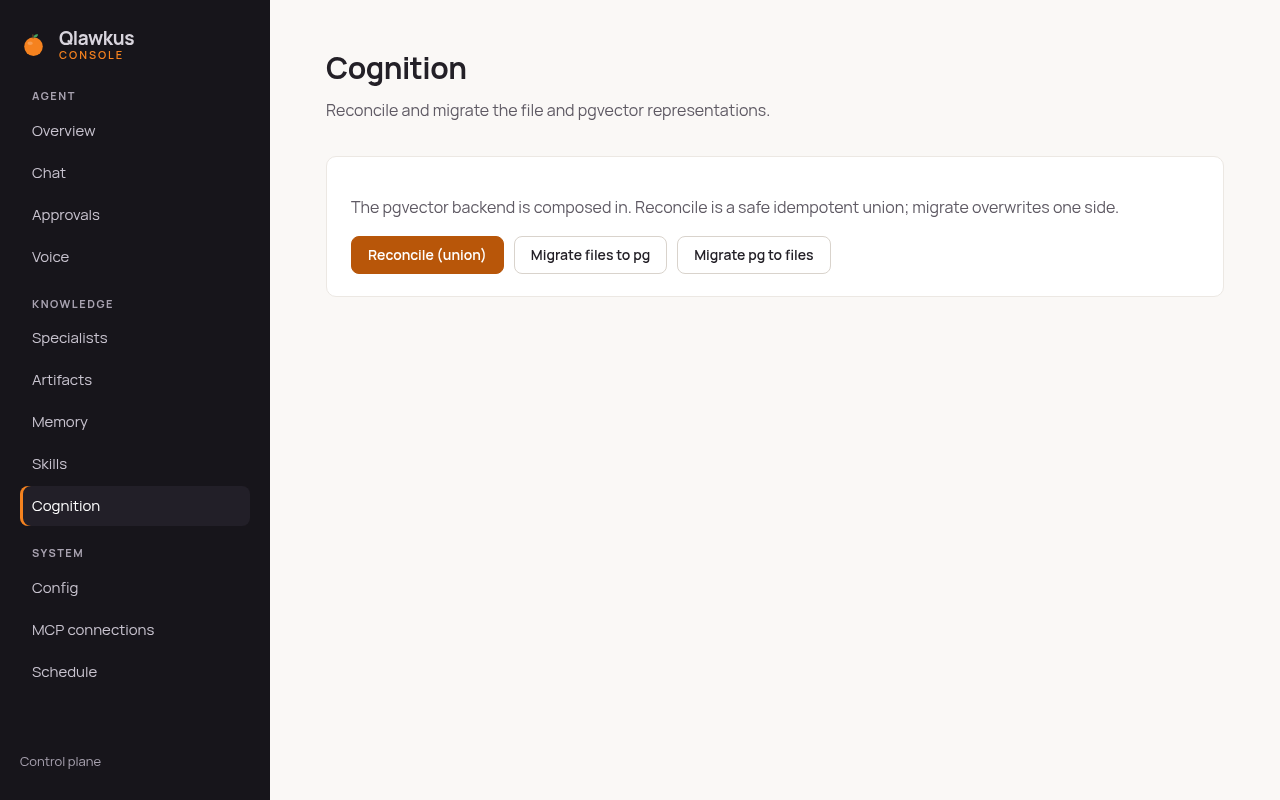 Qlawkus
CONSOLE
AGENT
Overview
Chat
Approvals
Voice
KNOWLEDGE
Specialists
Artifacts
Memory
Skills
Cognition
SYSTEM
Config
MCP connections
Schedule
Control plane
Cognition
Reconcile and migrate the file and pgvector representations.
The pgvector backend is composed in. Reconcile is a safe idempotent union; migrate overwrites one side.
Reconcile (union)
Migrate files to pg
Migrate pg to files